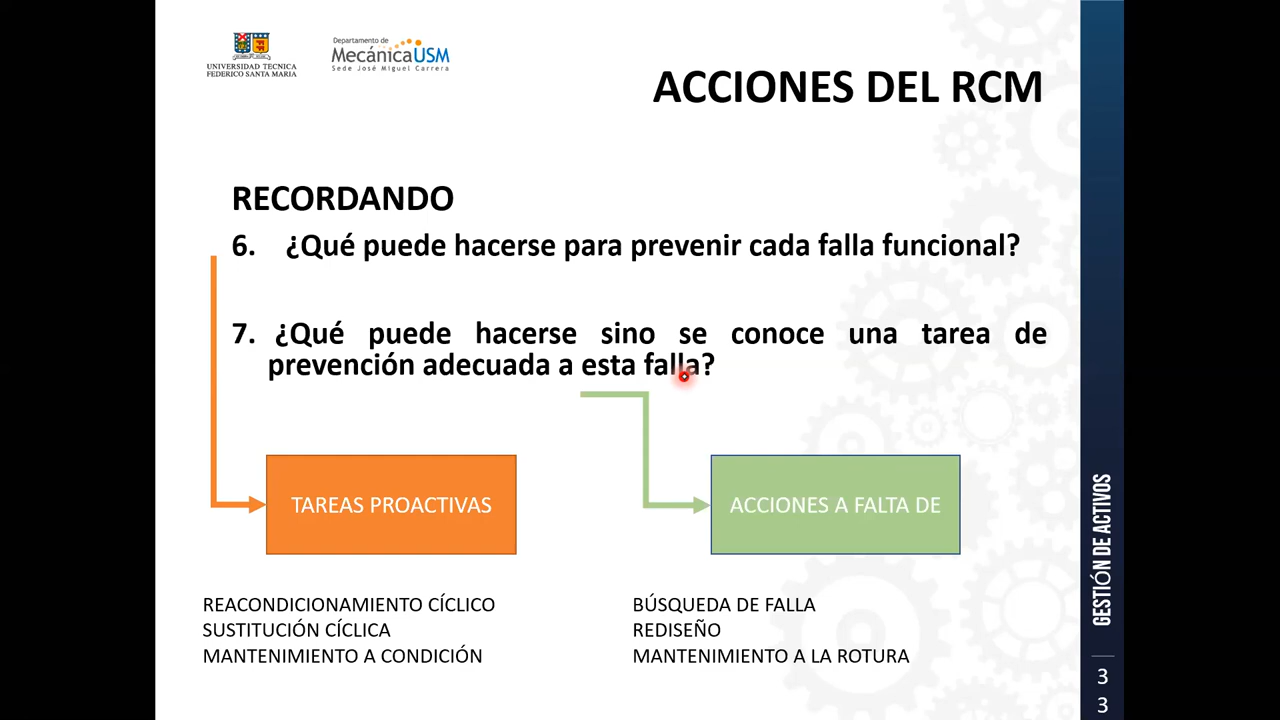 UNIVERSIDAD TECNICA
FEDERICO SANTA MARIA
Departamento de
MecánicaUSM
Sede José Miguel Carrera
ACCIONES DEL RCM
RECORDANDO
6. ¿Qué puede hacerse para prevenir cada falla funcional?
7. ¿Qué puede hacerse sino se conoce una tarea de
prevención adecuada a esta falla?
TAREAS PROACTIVAS
ACCIONES A FALTA DE
REACONDICIONAMIENTO CÍCLICO
SUSTITUCIÓN CÍCLICA
MANTENIMIENTO A CONDICIÓN
BÚSQUEDA DE FALLA
REDISEÑO
MANTENIMIENTO A LA ROTURA
GESTIÓN DE ACTIVOS
3
3